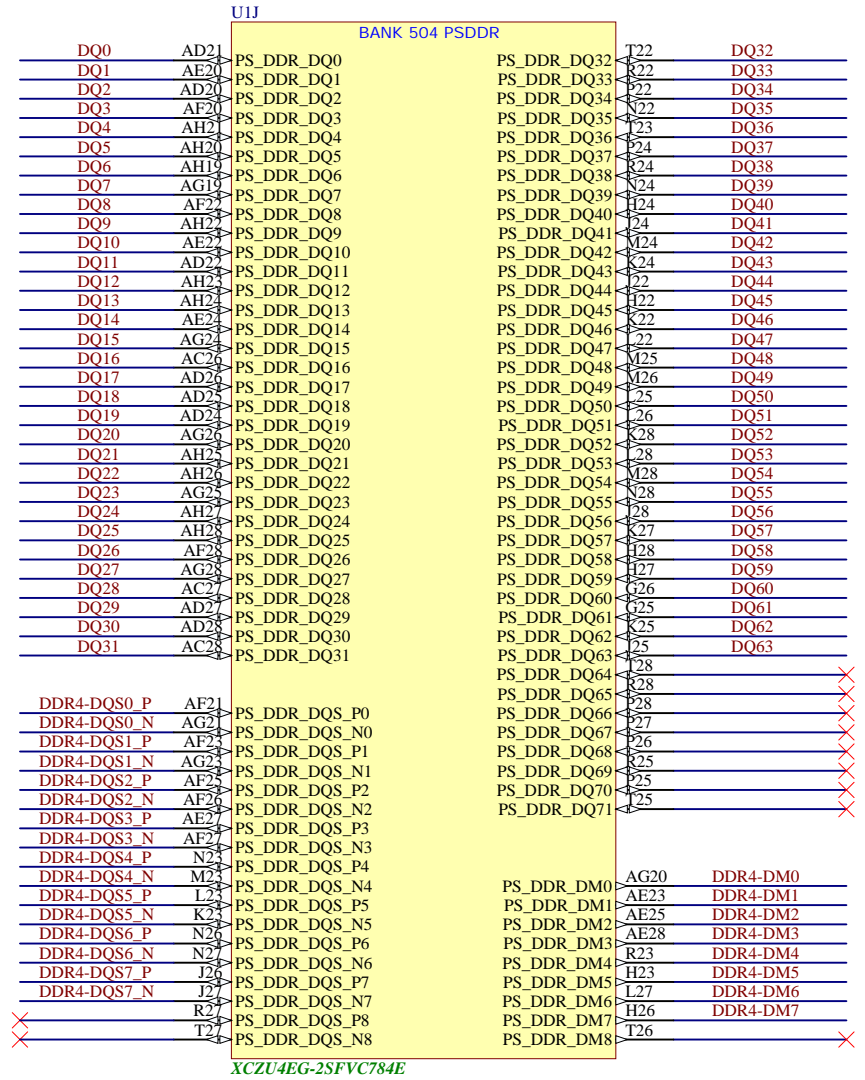 U1J
BANK 504 PSDDR
DQ0 AD21 PS_DDR_DQ0 PS_DDR_DQ32 T22 DQ32
DQ1 AE20 PS_DDR_DQ1 PS_DDR_DQ33 R22 DQ33
DQ2 AD20 PS_DDR_DQ2 PS_DDR_DQ34 P22 DQ34
DQ3 AF20 PS_DDR_DQ3 PS_DDR_DQ35 N22 DQ35
DQ4 AH21 PS_DDR_DQ4 PS_DDR_DQ36 T23 DQ36
DQ5 AH20 PS_DDR_DQ5 PS_DDR_DQ37 P24 DQ37
DQ6 AH19 PS_DDR_DQ6 PS_DDR_DQ38 R24 DQ38
DQ7 AG19 PS_DDR_DQ7 PS_DDR_DQ39 N24 DQ39
DQ8 AF22 PS_DDR_DQ8 PS_DDR_DQ40 H24 DQ40
DQ9 AH22 PS_DDR_DQ9 PS_DDR_DQ41 J24 DQ41
DQ10 AE22 PS_DDR_DQ10 PS_DDR_DQ42 M24 DQ42
DQ11 AD22 PS_DDR_DQ11 PS_DDR_DQ43 K24 DQ43
DQ12 AH23 PS_DDR_DQ12 PS_DDR_DQ44 J22 DQ44
DQ13 AH24 PS_DDR_DQ13 PS_DDR_DQ45 H22 DQ45
DQ14 AE24 PS_DDR_DQ14 PS_DDR_DQ46 K22 DQ46
DQ15 AG24 PS_DDR_DQ15 PS_DDR_DQ47 L22 DQ47
DQ16 AC26 PS_DDR_DQ16 PS_DDR_DQ48 M25 DQ48
DQ17 AD26 PS_DDR_DQ17 PS_DDR_DQ49 M26 DQ49
DQ18 AD25 PS_DDR_DQ18 PS_DDR_DQ50 L25 DQ50
DQ19 AD24 PS_DDR_DQ19 PS_DDR_DQ51 L26 DQ51
DQ20 AG26 PS_DDR_DQ20 PS_DDR_DQ52 K28 DQ52
DQ21 AH25 PS_DDR_DQ21 PS_DDR_DQ53 L28 DQ53
DQ22 AH26 PS_DDR_DQ22 PS_DDR_DQ54 M28 DQ54
DQ23 AG25 PS_DDR_DQ23 PS_DDR_DQ55 N28 DQ55
DQ24 AH27 PS_DDR_DQ24 PS_DDR_DQ56 J28 DQ56
DQ25 AH28 PS_DDR_DQ25 PS_DDR_DQ57 K27 DQ57
DQ26 AF28 PS_DDR_DQ26 PS_DDR_DQ58 H28 DQ58
DQ27 AG28 PS_DDR_DQ27 PS_DDR_DQ59 H27 DQ59
DQ28 AC27 PS_DDR_DQ28 PS_DDR_DQ60 G26 DQ60
DQ29 AD27 PS_DDR_DQ29 PS_DDR_DQ61 G25 DQ61
DQ30 AD28 PS_DDR_DQ30 PS_DDR_DQ62 K25 DQ62
DQ31 AC28 PS_DDR_DQ31 PS_DDR_DQ63 J25 DQ63
PS_DDR_DQ64 T28
PS_DDR_DQ65 R28
DDR4-DQS0_P AF21 PS_DDR_DQS_P0 PS_DDR_DQ66 P28
DDR4-DQS0_N AG21 PS_DDR_DQS_N0 PS_DDR_DQ67 P27
DDR4-DQS1_P AF23 PS_DDR_DQS_P1 PS_DDR_DQ68 P26
DDR4-DQS1_N AG23 PS_DDR_DQS_N1 PS_DDR_DQ69 R25
DDR4-DQS2_P AF25 PS_DDR_DQS_P2 PS_DDR_DQ70 P25
DDR4-DQS2_N AF26 PS_DDR_DQS_N2 PS_DDR_DQ71 T25
DDR4-DQS3_P AE27 PS_DDR_DQS_P3
DDR4-DQS3_N AF27 PS_DDR_DQS_N3
DDR4-DQS4_P N23 PS_DDR_DQS_P4
DDR4-DQS4_N M23 PS_DDR_DQS_N4 PS_DDR_DM0 AG20 DDR4-DM0
DDR4-DQS5_P L23 PS_DDR_DQS_P5 PS_DDR_DM1 AE23 DDR4-DM1
DDR4-DQS5_N K23 PS_DDR_DQS_N5 PS_DDR_DM2 AE25 DDR4-DM2
DDR4-DQS6_P N26 PS_DDR_DQS_P6 PS_DDR_DM3 AE28 DDR4-DM3
DDR4-DQS6_N N27 PS_DDR_DQS_N6 PS_DDR_DM4 R23 DDR4-DM4
DDR4-DQS7_P J26 PS_DDR_DQS_P7 PS_DDR_DM5 H23 DDR4-DM5
DDR4-DQS7_N J27 PS_DDR_DQS_N7 PS_DDR_DM6 L27 DDR4-DM6
R27 PS_DDR_DQS_P8 PS_DDR_DM7 H26 DDR4-DM7
T27 PS_DDR_DQS_N8 PS_DDR_DM8 T26
XCZU4EG-2SFVC784E